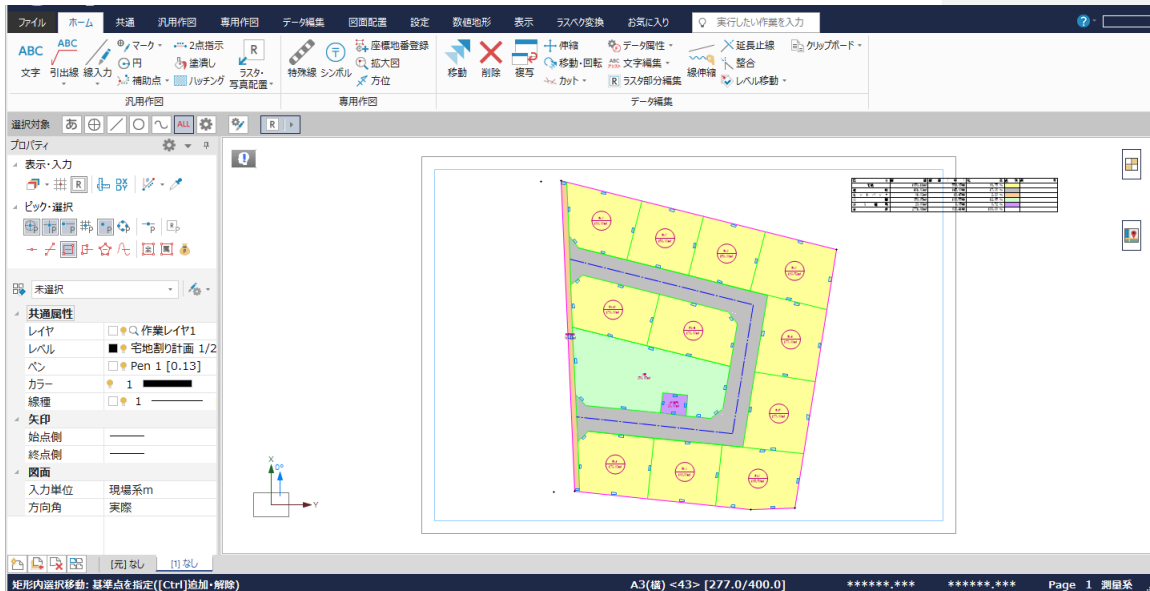 ファイル ホーム 共通 汎用作図 専用作図 データ編集 図面配置 設定 数値地形 表示 ラスベク変換 お気に入り 実行したい作業を入力
ABC ABC マーク 2点指示 R 座標地番登録 伸縮 データ属性 延長止線 クリップボード
円 塗潰し 拡大図 移動・回転 文字編集 整合
文字 引出線 線入力 補助点 ハッチング ラスタ・写真配置 特殊線 シンボル 方位 移動 削除 複写 カット R ラスタ部分編集 線伸縮 レベル移動
汎用作図 専用作図 データ編集
選択対象 あ ALL R
プロパティ
表示・入力
ピック・選択
未選択
共通属性
レイヤ 作業レイヤ1
レベル 宅地割り計画 1/2
ペン Pen 1 [0.13]
カラー 1
線種 1
矢印
始点側
終点側
図面
入力単位 現場系m
方向角 実際
X
0°
Y
[元] なし [1] なし
矩形内選択移動: 基準点を指定([Ctrl]追加・解除) A3(横) <43> [277.0/400.0] ******.*** ******.*** Page 1 測量系